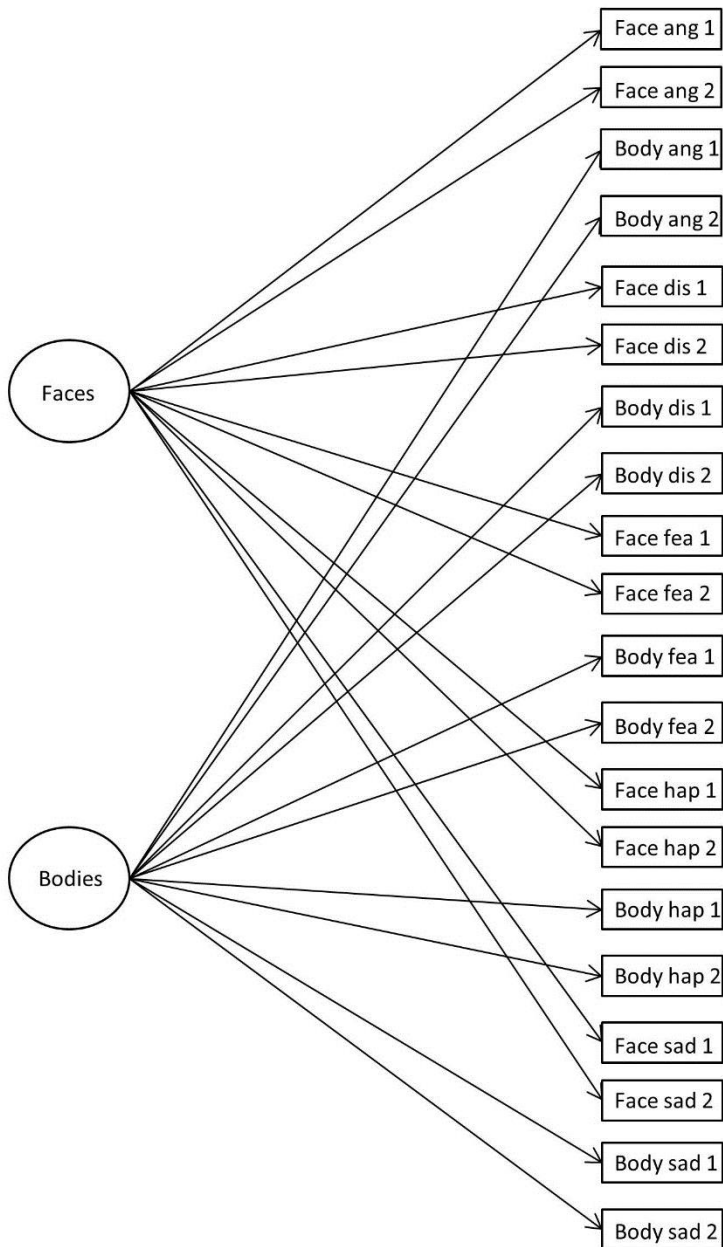 Face ang 1
Face ang 2
Body ang 1
Body ang 2
Face dis 1
Face dis 2
Faces
Body dis 1
Body dis 2
Face fea 1
Face fea 2
Body fea 1
Body fea 2
Face hap 1
Face hap 2
Bodies
Body hap 1
Body hap 2
Face sad 1
Face sad 2
Body sad 1
Body sad 2